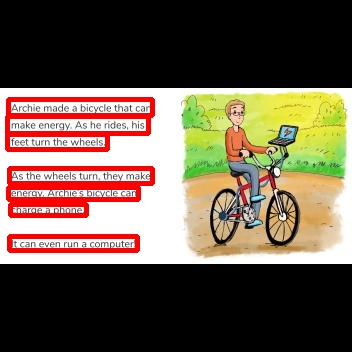 Archie made a bicycle that can
make energy. As he rides, his
feet turn the wheels.
As the wheels turn, they make
energy. Archie's bicycle can
charge a phone.
It can even run a computer!